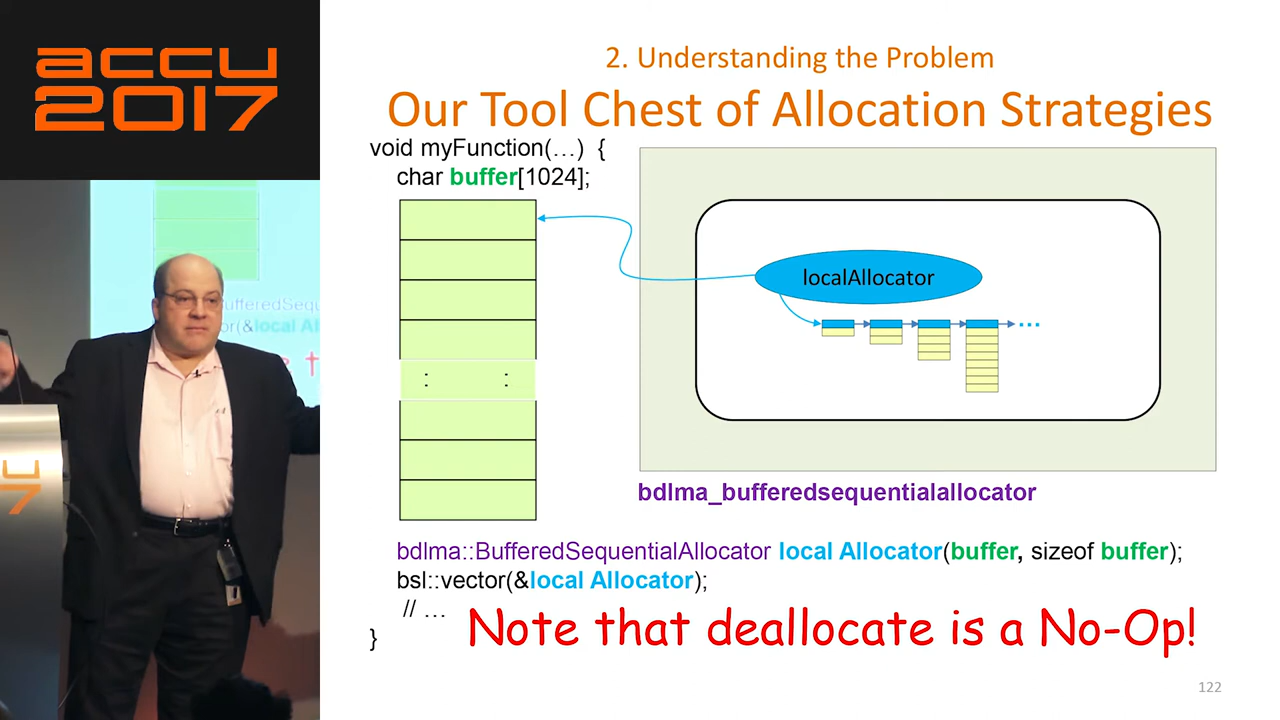 accu
2017
2. Understanding the Problem
Our Tool Chest of Allocation Strategies
void myFunction(…) {
char buffer[1024];
: :
localAllocator
…
bdlma_bufferedsequentialallocator
bdlma::BufferedSequentialAllocator local Allocator(buffer, sizeof buffer);
bsl::vector(&local Allocator);
// …
}
Note that deallocate is a No-Op!
122